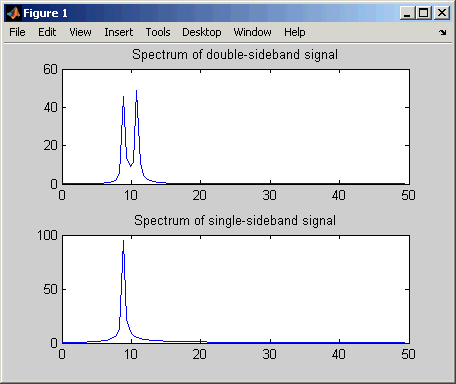 Figure 1
File Edit View Insert Tools Desktop Window Help
Spectrum of double-sideband signal
60
40
20
0
0 10 20 30 40 50
Spectrum of single-sideband signal
100
50
0
0 10 20 30 40 50